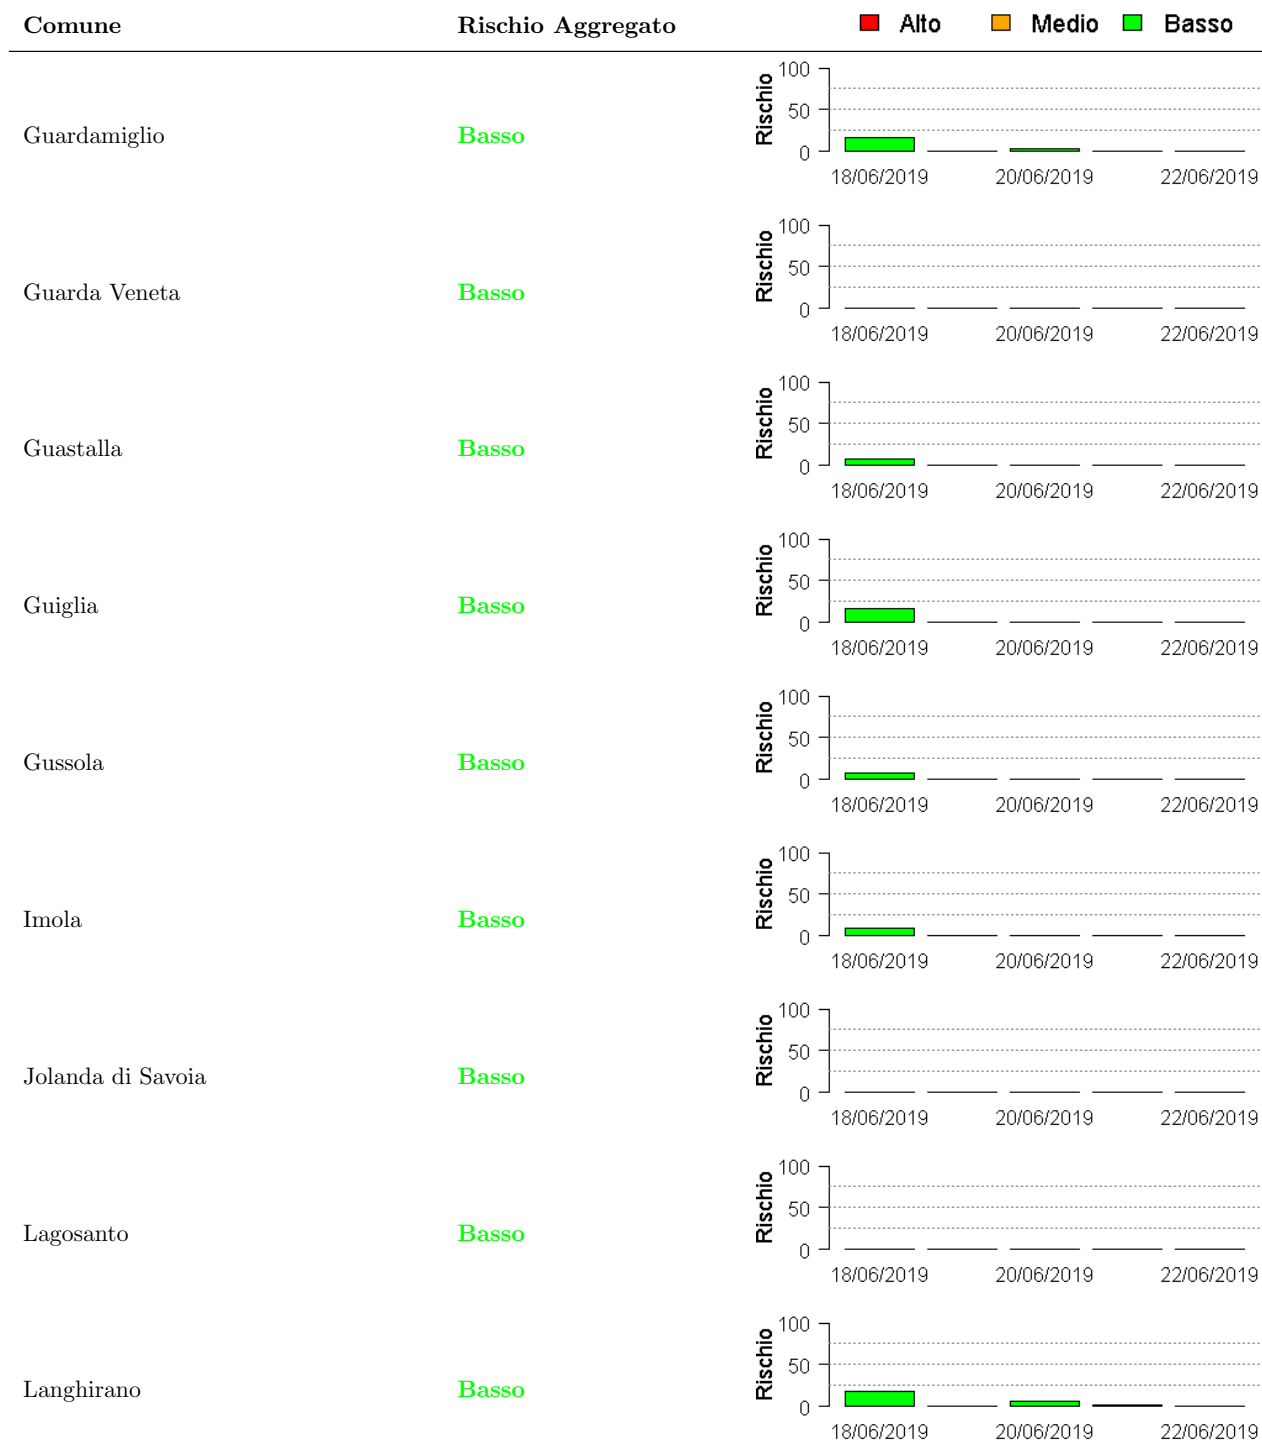 Comune Rischio Aggregato Alto Medio Basso
Guardamiglio Basso
Rischio
100
50
0
18/06/2019 20/06/2019 22/06/2019
Guarda Veneta Basso
Rischio
100
50
0
18/06/2019 20/06/2019 22/06/2019
Guastalla Basso
Rischio
100
50
0
18/06/2019 20/06/2019 22/06/2019
Guiglia Basso
Rischio
100
50
0
18/06/2019 20/06/2019 22/06/2019
Gussola Basso
Rischio
100
50
0
18/06/2019 20/06/2019 22/06/2019
Imola Basso
Rischio
100
50
0
18/06/2019 20/06/2019 22/06/2019
Jolanda di Savoia Basso
Rischio
100
50
0
18/06/2019 20/06/2019 22/06/2019
Lagosanto Basso
Rischio
100
50
0
18/06/2019 20/06/2019 22/06/2019
Langhirano Basso
Rischio
100
50
0
18/06/2019 20/06/2019 22/06/2019